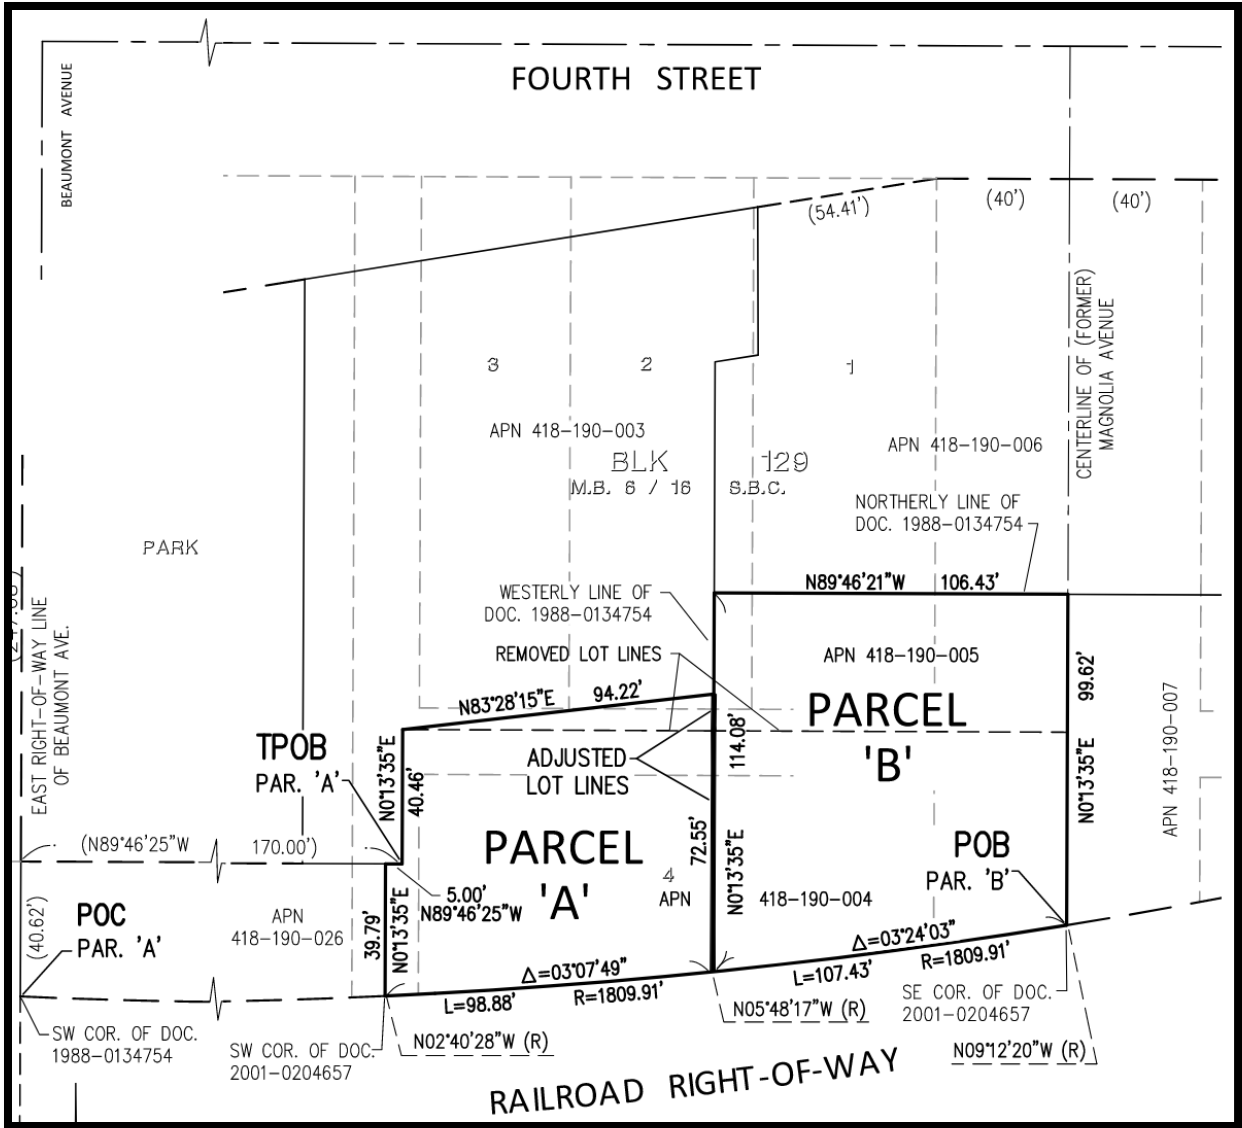 FOURTH STREET
BEAUMONT AVENUE
(54.41')
(40')
(40')
CENTERLINE OF (FORMER)
MAGNOLIA AVENUE
3
2
1
APN 418-190-003
APN 418-190-006
BLK 129
M.B. 6 / 16 S.B.C.
NORTHERLY LINE OF
DOC. 1988-0134754
PARK
N89°46'21"W 106.43'
WESTERLY LINE OF
DOC. 1988-0134754
EAST RIGHT-OF-WAY LINE
OF BEAUMONT AVE.
REMOVED LOT LINES
APN 418-190-005
99.62'
N0°13'35"E
APN 418-190-007
N83°28'15"E 94.22'
PARCEL
'B'
114.08'
TPOB
PAR. 'A'
N0°13'35"E
40.46'
ADJUSTED
LOT LINES
(N89°46'25"W 170.00')
PARCEL
'A'
72.55'
N0°13'35"E
POB
PAR. 'B'
4
APN 418-190-004
5.00'
N89°46'25"W
(40.62')
POC
PAR. 'A'
APN
418-190-026
39.79'
N0°13'35"E
Δ=03°24'03"
L=107.43' R=1809.91'
Δ=03°07'49"
L=98.88' R=1809.91'
SE COR. OF DOC.
2001-0204657
N05°48'17"W (R)
SW COR. OF DOC.
1988-0134754
N02°40'28"W (R)
SW COR. OF DOC.
2001-0204657
N09°12'20"W (R)
RAILROAD RIGHT-OF-WAY